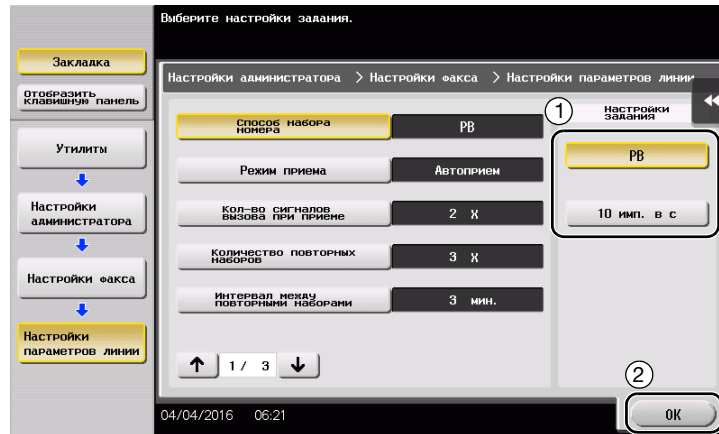 Выберите настройки задания.
Закладка
Отобразить
клавишную панель
Утилиты
Настройки
администратора
Настройки факса
Настройки
параметров линии
Настройки администратора > Настройки факса > Настройки параметров линии
Способ набора
номера
PB
Режим приема
Автоприем
Кол-во сигналов
вызова при приеме
2 X
Количество повторных
наборов
3 X
Интервал между
повторными наборами
3 мин.
↑ 1/ 3 ↓
1
Настройки
задания
PB
10 имп. в с
2
OK
04/04/2016 06:21